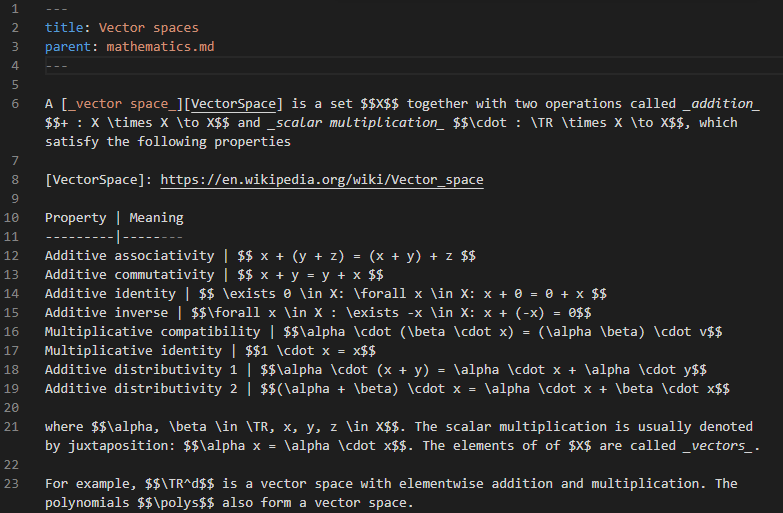 1 ---
2 title: Vector spaces
3 parent: mathematics.md
4 ---
5
6 A [_vector space_][VectorSpace] is a set $$X$$ together with two operations called _addition_
$$+ : X \times X \to X$$ and _scalar multiplication_ $$\cdot : \TR \times X \to X$$, which
satisfy the following properties
7
8 [VectorSpace]: https://en.wikipedia.org/wiki/Vector_space
9
10 Property | Meaning
11 ---------|--------
12 Additive associativity | $$ x + (y + z) = (x + y) + z $$
13 Additive commutativity | $$ x + y = y + x $$
14 Additive identity | $$ \exists 0 \in X: \forall x \in X: x + 0 = 0 + x $$
15 Additive inverse | $$\forall x \in X : \exists -x \in X: x + (-x) = 0$$
16 Multiplicative compatibility | $$\alpha \cdot (\beta \cdot x) = (\alpha \beta) \cdot v$$
17 Multiplicative identity | $$1 \cdot x = x$$
18 Additive distributivity 1 | $$\alpha \cdot (x + y) = \alpha \cdot x + \alpha \cdot y$$
19 Additive distributivity 2 | $$(\alpha + \beta) \cdot x = \alpha \cdot x + \beta \cdot x$$
20
21 where $$\alpha, \beta \in \TR, x, y, z \in X$$. The scalar multiplication is usually denoted
by juxtaposition: $$\alpha x = \alpha \cdot x$$. The elements of of $X$ are called _vectors_.
22
23 For example, $$\TR^d$$ is a vector space with elementwise addition and multiplication. The
polynomials $$\polys$$ also form a vector space.